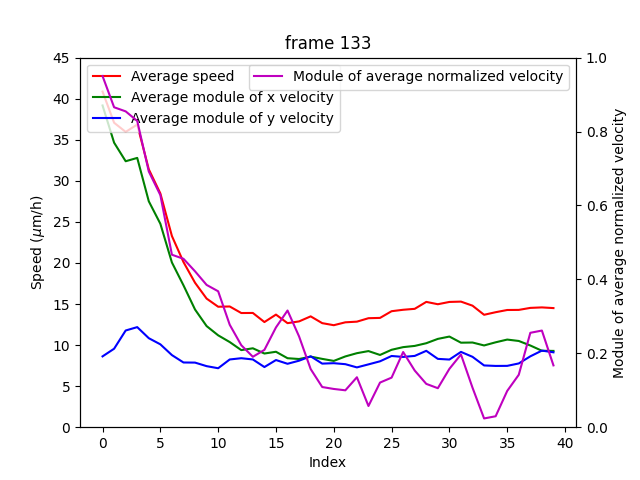 frame 133
Average speed
Average module of x velocity
Average module of y velocity
Module of average normalized velocity
Speed (μm/h)
45
40
35
30
25
20
15
10
5
0
1.0
0.8
0.6
0.4
0.2
0.0
Module of average normalized velocity
0 5 10 15 20 25 30 35 40
Index